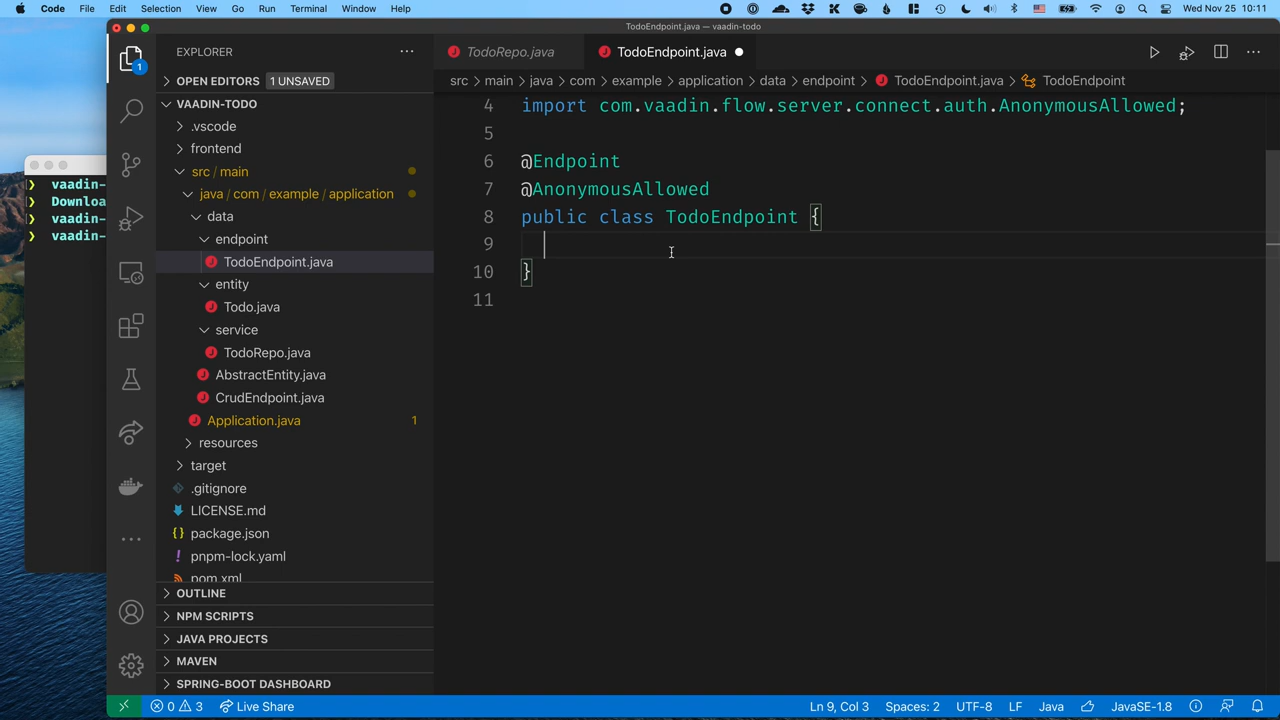 Code File Edit Selection View Go Run Terminal Window Help Wed Nov 25 10:11
TodoEndpoint.java — vaadin-todo
EXPLORER
TodoRepo.java
TodoEndpoint.java
OPEN EDITORS 1 UNSAVED
src > main > java > com > example > application > data > endpoint > TodoEndpoint.java > TodoEndpoint
VAADIN-TODO
.vscode
frontend
src / main
java / com / example / application
data
endpoint
TodoEndpoint.java
entity
Todo.java
service
TodoRepo.java
AbstractEntity.java
CrudEndpoint.java
Application.java 1
resources
target
.gitignore
LICENSE.md
package.json
pnpm-lock.yaml
pom.xml
OUTLINE
NPM SCRIPTS
JAVA PROJECTS
MAVEN
SPRING-BOOT DASHBOARD
4 import com.vaadin.flow.server.connect.auth.AnonymousAllowed;
5
6 @Endpoint
7 @AnonymousAllowed
8 public class TodoEndpoint {
9
10 }
11
vaadin-
Downloa
vaadin-
vaadin-
1
0 3 Live Share Ln 9, Col 3 Spaces: 2 UTF-8 LF Java JavaSE-1.8